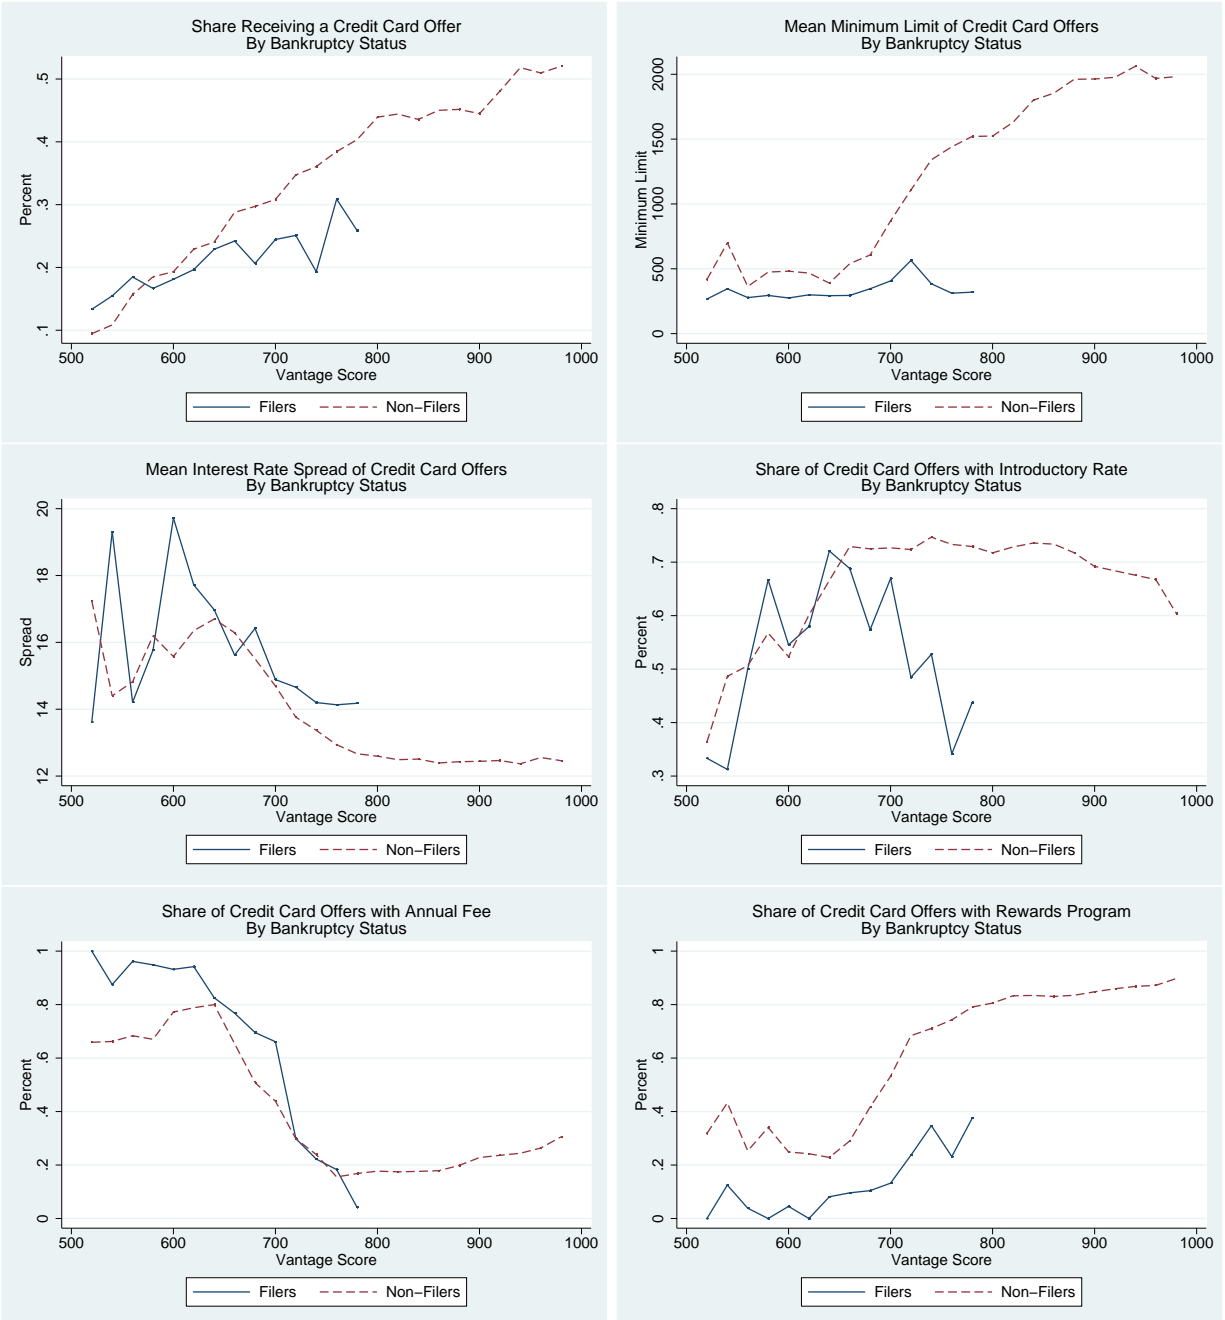 Share Receiving a Credit Card Offer
By Bankruptcy Status
Percent
.5
.4
.3
.2
.1
500 600 700 800 900 1000
Vantage Score
Filers Non-Filers
Mean Minimum Limit of Credit Card Offers
By Bankruptcy Status
Minimum Limit
2000
1500
1000
500
0
500 600 700 800 900 1000
Vantage Score
Filers Non-Filers
Mean Interest Rate Spread of Credit Card Offers
By Bankruptcy Status
Spread
20
18
16
14
12
500 600 700 800 900 1000
Vantage Score
Filers Non-Filers
Share of Credit Card Offers with Introductory Rate
By Bankruptcy Status
Percent
.8
.7
.6
.5
.4
.3
500 600 700 800 900 1000
Vantage Score
Filers Non-Filers
Share of Credit Card Offers with Annual Fee
By Bankruptcy Status
Percent
1
.8
.6
.4
.2
0
500 600 700 800 900 1000
Vantage Score
Filers Non-Filers
Share of Credit Card Offers with Rewards Program
By Bankruptcy Status
Percent
1
.8
.6
.4
.2
0
500 600 700 800 900 1000
Vantage Score
Filers Non-Filers